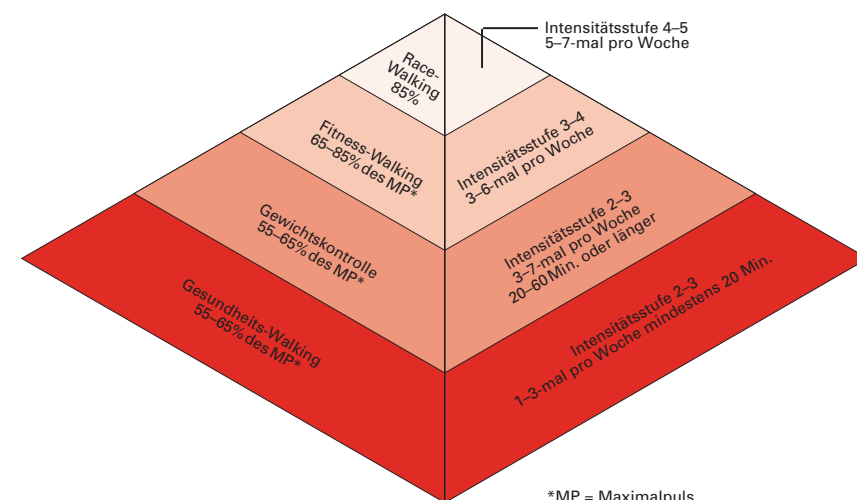 Intensitätsstufe 4–5
5–7-mal pro Woche
Race-
Walking
85%
Fitness-Walking
65–85% des MP*
Intensitätsstufe 3–4
3–6-mal pro Woche
Gewichtskontrolle
55–65% des MP*
Intensitätsstufe 2–3
3–7-mal pro Woche
20–60 Min. oder länger
Gesundheits-Walking
55–65% des MP*
Intensitätsstufe 2–3
1–3-mal pro Woche mindestens 20 Min.
*MP = Maximalpuls